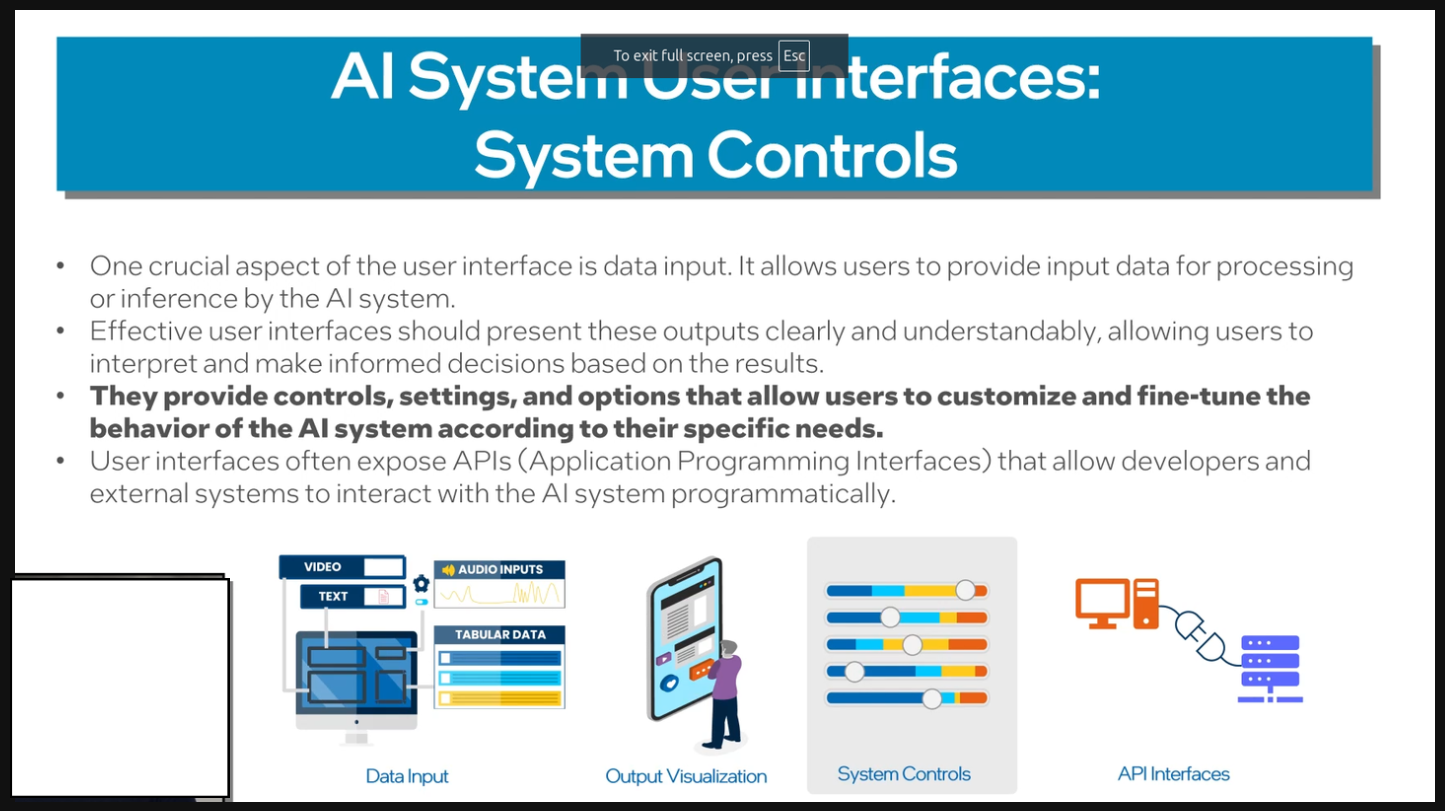 To exit full screen, press Esc
AI System User Interfaces:
System Controls
• One crucial aspect of the user interface is data input. It allows users to provide input data for processing
or inference by the AI system.
• Effective user interfaces should present these outputs clearly and understandably, allowing users to
interpret and make informed decisions based on the results.
• They provide controls, settings, and options that allow users to customize and fine-tune the
behavior of the AI system according to their specific needs.
• User interfaces often expose APIs (Application Programming Interfaces) that allow developers and
external systems to interact with the AI system programmatically.
VIDEO
TEXT
AUDIO INPUTS
TABULAR DATA
Data Input
Output Visualization
System Controls
API Interfaces